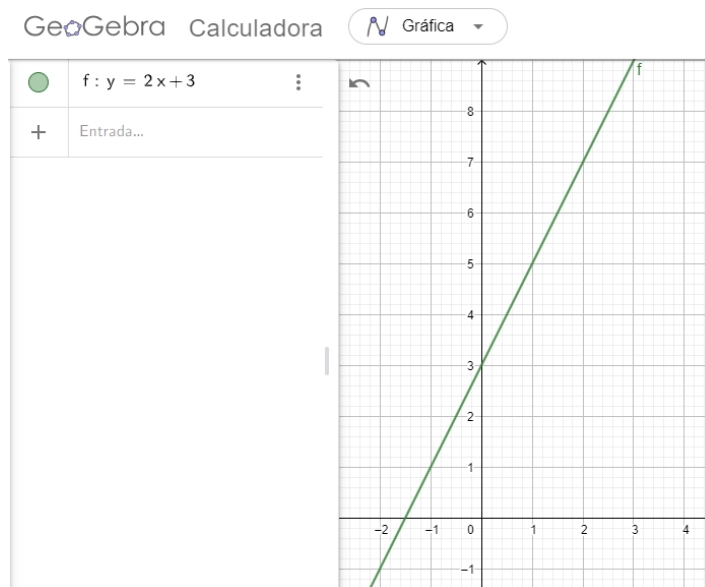 GeoGebra Calculadora Gráfica
f : y = 2x+3
Entrada...
f
8
7
6
5
4
3
2
1
−2 −1 0 1 2 3 4
−1